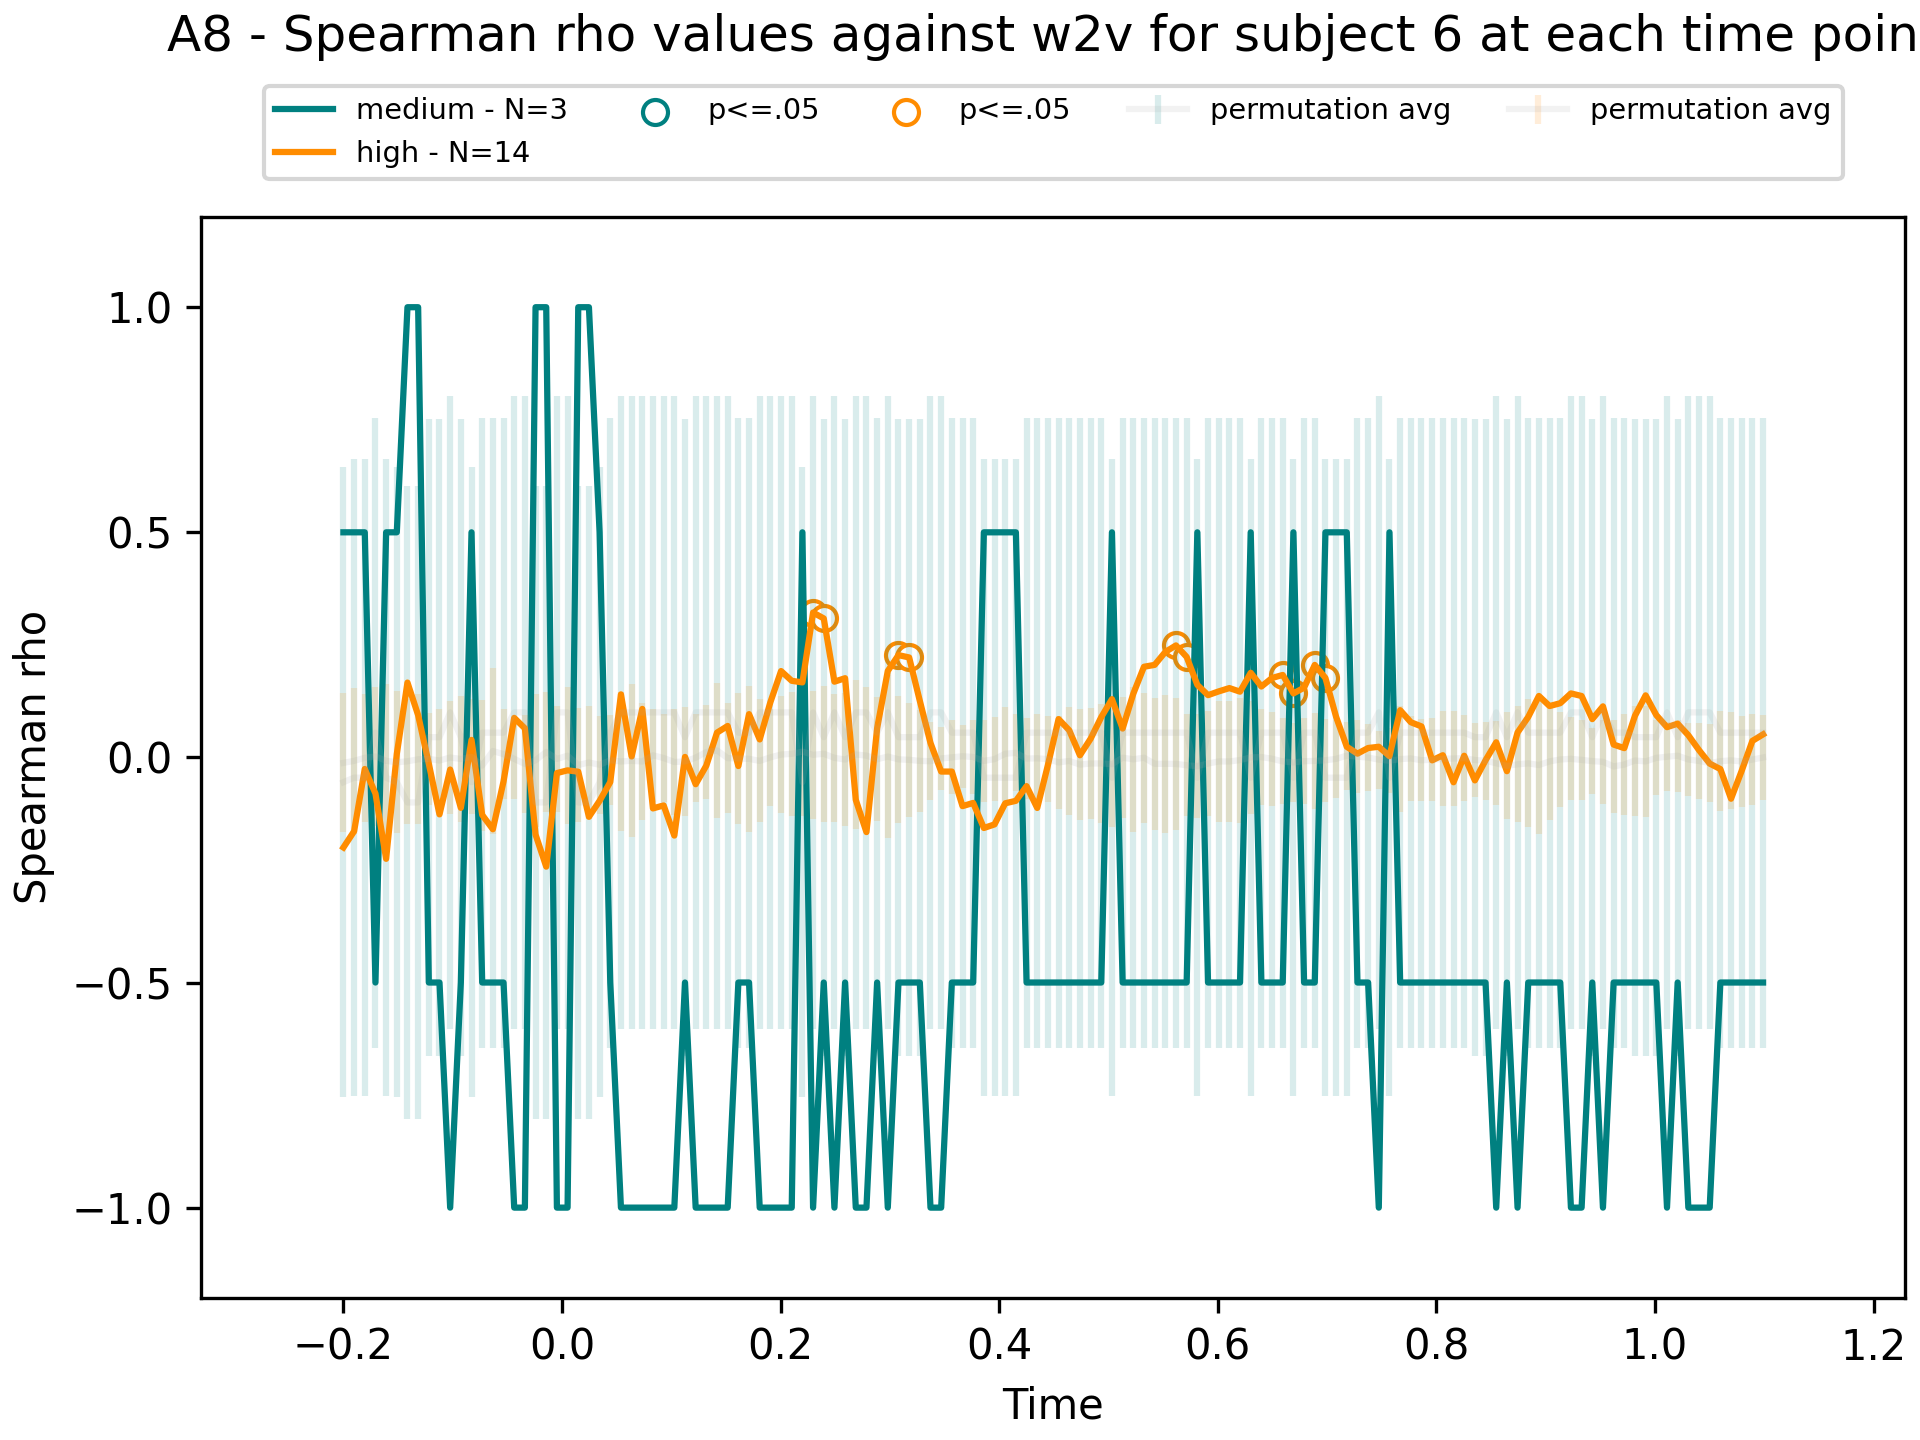 A8 - Spearman rho values against w2v for subject 6 at each time poin
medium - N=3
high - N=14
p<=.05
p<=.05
permutation avg
permutation avg
Spearman rho
1.0
0.5
0.0
−0.5
−1.0
−0.2
0.0
0.2
0.4
0.6
0.8
1.0
1.2
Time